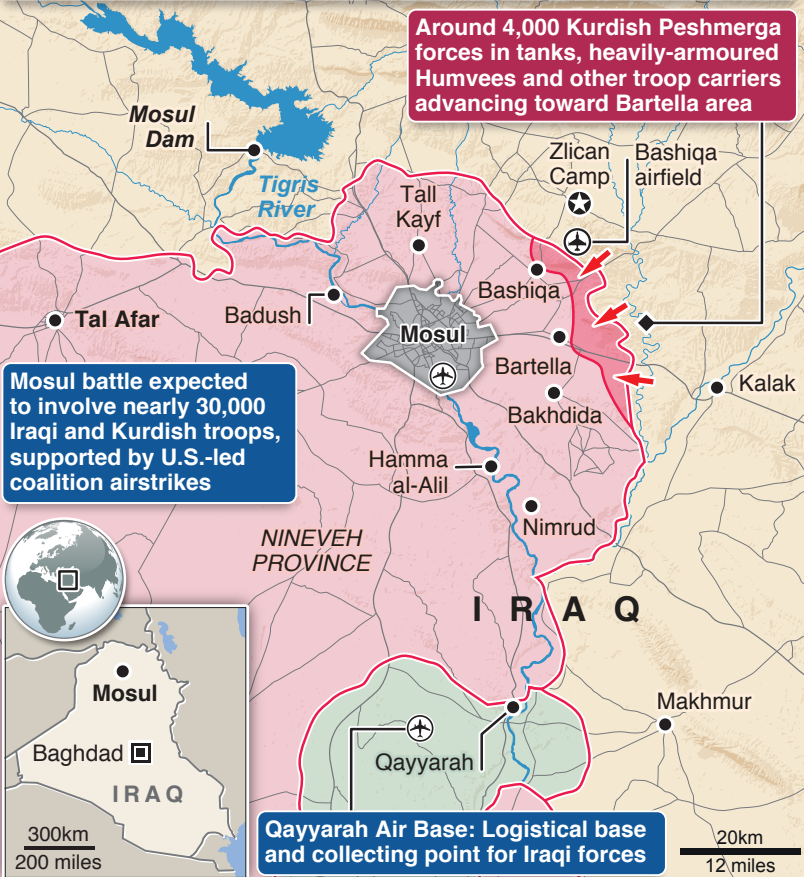 Around 4,000 Kurdish Peshmerga
forces in tanks, heavily-armoured
Humvees and other troop carriers
advancing toward Bartella area
Mosul
Dam
Zlican
Camp
Bashiqa
airfield
Tigris
River
Tall
Kayf
Bashiqa
Badush
Tal Afar
Mosul
Bartella
Kalak
Bakhdida
Mosul battle expected
to involve nearly 30,000
Iraqi and Kurdish troops,
supported by U.S.-led
coalition airstrikes
Hamma
al-Alil
Nimrud
NINEVEH
PROVINCE
IRAQ
Mosul
Baghdad
IRAQ
300km
200 miles
Makhmur
Qayyarah
Qayyarah Air Base: Logistical base
and collecting point for Iraqi forces
20km
12 miles